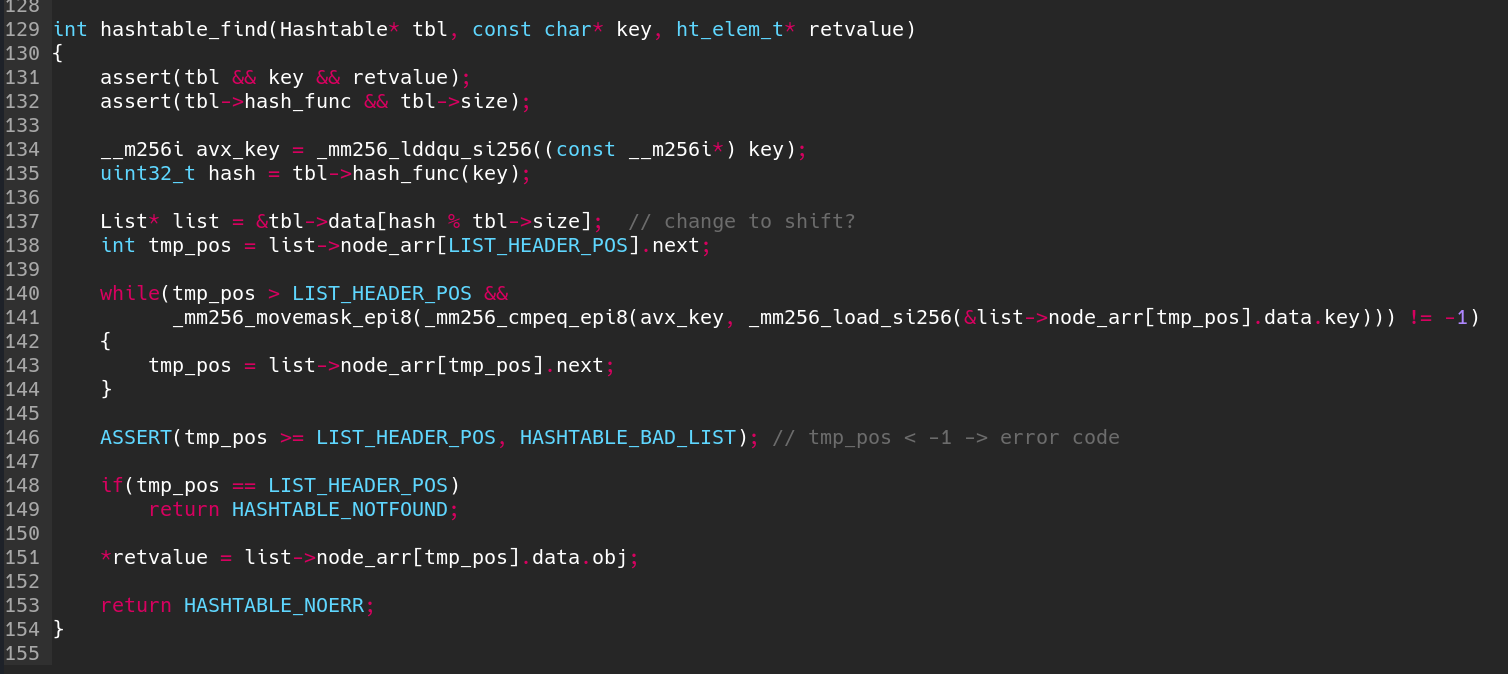 128
129 int hashtable_find(Hashtable* tbl, const char* key, ht_elem_t* retvalue)
130 {
131     assert(tbl && key && retvalue);
132     assert(tbl->hash_func && tbl->size);
133
134     __m256i avx_key = _mm256_lddqu_si256((const __m256i*) key);
135     uint32_t hash = tbl->hash_func(key);
136
137     List* list = &tbl->data[hash % tbl->size];  // change to shift?
138     int tmp_pos = list->node_arr[LIST_HEADER_POS].next;
139
140     while(tmp_pos > LIST_HEADER_POS &&
141           _mm256_movemask_epi8(_mm256_cmpeq_epi8(avx_key, _mm256_load_si256(&list->node_arr[tmp_pos].data.key))) != -1)
142     {
143         tmp_pos = list->node_arr[tmp_pos].next;
144     }
145
146     ASSERT(tmp_pos >= LIST_HEADER_POS, HASHTABLE_BAD_LIST); // tmp_pos < -1 -> error code
147
148     if(tmp_pos == LIST_HEADER_POS)
149         return HASHTABLE_NOTFOUND;
150
151     *retvalue = list->node_arr[tmp_pos].data.obj;
152
153     return HASHTABLE_NOERR;
154 }
155